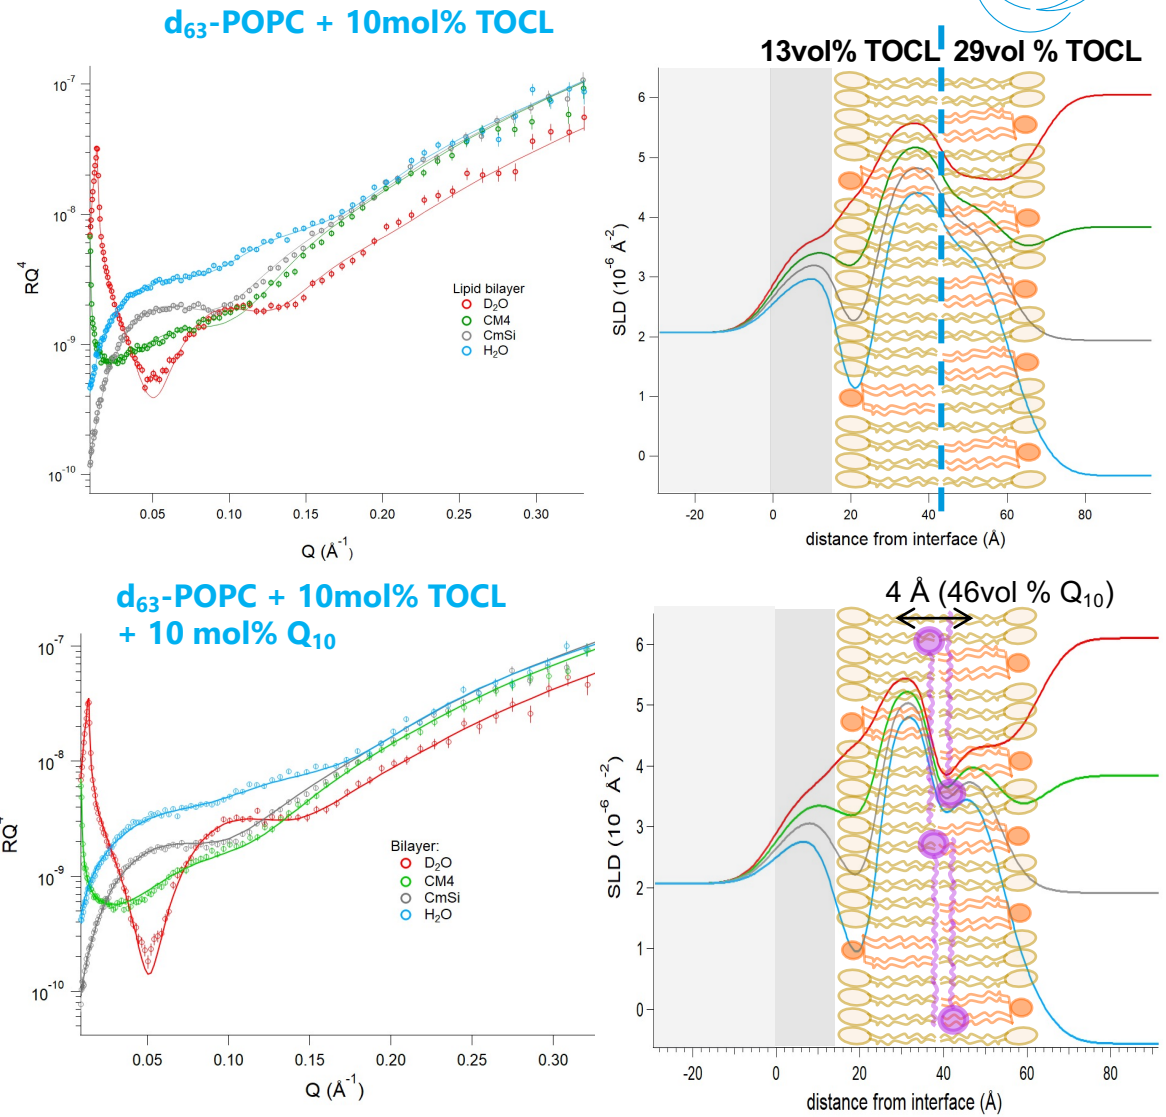 d63-POPC + 10mol% TOCL
13vol% TOCL 29vol % TOCL
10-7
10-8
10-9
10-10
RQ4
Lipid bilayer
D2O
CM4
CmSi
H2O
0.05 0.10 0.15 0.20 0.25 0.30
Q (Å-1)
6
5
4
3
2
1
0
SLD (10-6 Å-2)
-20 0 20 40 60 80
distance from interface (Å)
d63-POPC + 10mol% TOCL
+ 10 mol% Q10
4 Å (46vol % Q10)
10-7
10-8
10-9
10-10
RQ4
Bilayer:
D2O
CM4
CmSi
H2O
0.05 0.10 0.15 0.20 0.25 0.30
Q (Å-1)
6
5
4
3
2
1
0
SLD (10-6 Å-2)
-20 0 20 40 60 80
distance from interface (Å)